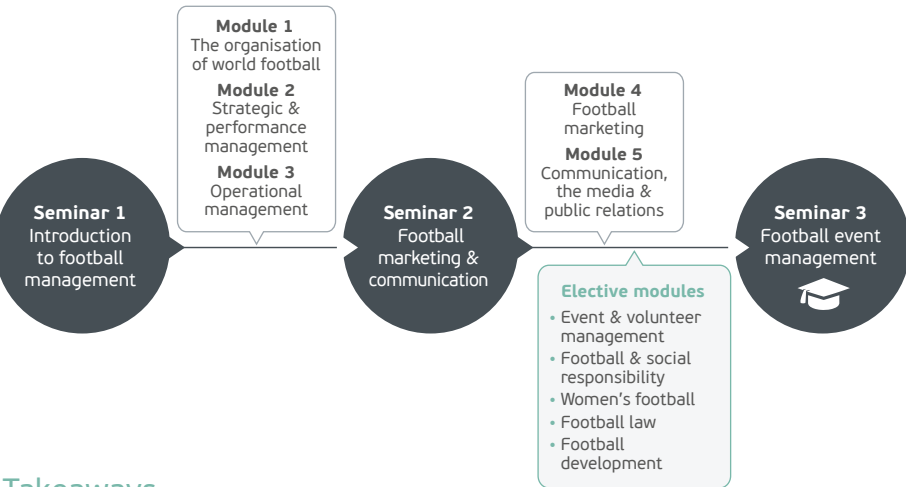 Module 1
The organisation
of world football
Module 2
Strategic &
performance
management
Module 3
Operational
management
Module 4
Football
marketing
Module 5
Communication,
the media &
public relations
Seminar 1
Introduction
to football
management
Seminar 2
Football
marketing &
communication
Seminar 3
Football event
management
Elective modules
• Event & volunteer
management
• Football & social
responsibility
• Women's football
• Football law
• Football
development
Takeaways